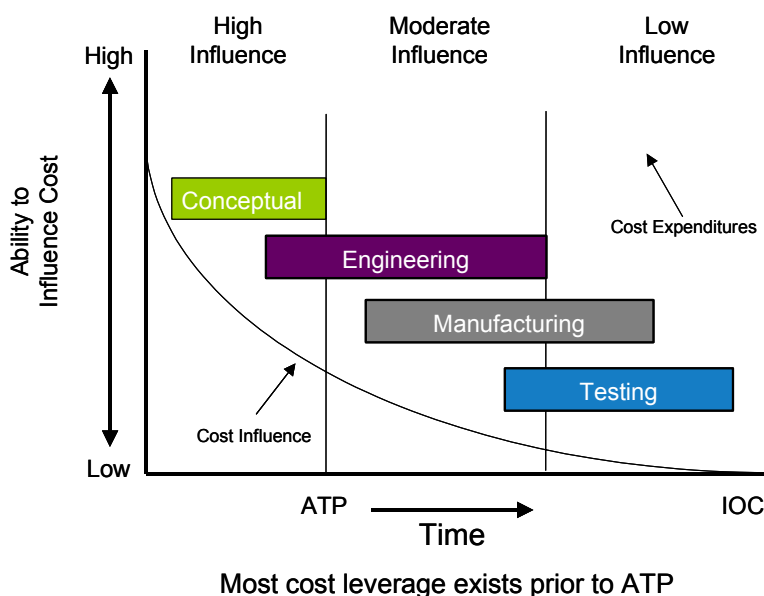 High
Influence
Moderate
Influence
Low
Influence
High
Ability to
Influence Cost
Low
Conceptual
Engineering
Manufacturing
Testing
Cost Expenditures
Cost Influence
ATP
IOC
Time
Most cost leverage exists prior to ATP